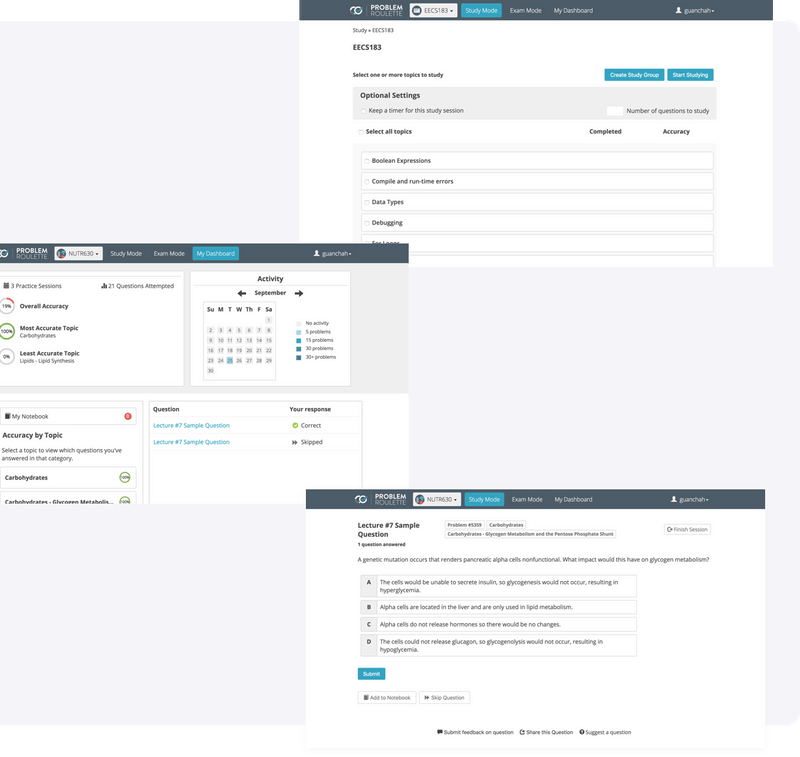 PROBLEM ROULETTE EECS183 Study Mode Exam Mode My Dashboard guanchah
Study » EECS183
EECS183
Select one or more topics to study Create Study Group Start Studying
Optional Settings
Keep a timer for this study session Number of questions to study
Select all topics Completed Accuracy
Boolean Expressions
Compile and run-time errors
Data Types
Debugging
For Loops
PROBLEM ROULETTE NUTR630 Study Mode Exam Mode My Dashboard guanchah
3 Practice Sessions 21 Questions Attempted
19% Overall Accuracy
100% Most Accurate Topic
Carbohydrates
0% Least Accurate Topic
Lipids - Lipid Synthesis
Activity
September
Su M T W Th F Sa
1
2 3 4 5 6 7 8
9 10 11 12 13 14 15
16 17 18 19 20 21 22
23 24 25 26 27 28 29
30
No activity
5 problems
15 problems
30 problems
30+ problems
My Notebook 0
Accuracy by Topic
Select a topic to view which questions you've
answered in that category.
Carbohydrates 100%
Carbohydrates - Glycogen Metabolis... 100%
Question Your response
Lecture #7 Sample Question Correct
Lecture #7 Sample Question Skipped
PROBLEM ROULETTE NUTR630 Study Mode Exam Mode My Dashboard guanchah
Lecture #7 Sample
Question
1 question answered
Problem #5359 Carbohydrates
Carbohydrates - Glycogen Metabolism and the Pentose Phosphate Shunt
Finish Session
A genetic mutation occurs that renders pancreatic alpha cells nonfunctional. What impact would this have on glycogen metabolism?
A The cells would be unable to secrete insulin, so glycogenesis would not occur, resulting in
hyperglycemia.
B Alpha cells are located in the liver and are only used in lipid metabolism.
C Alpha cells do not release hormones so there would be no changes.
D The cells could not release glucagon, so glycogenolysis would not occur, resulting in
hypoglycemia.
Submit
Add to Notebook Skip Question
Submit feedback on question Share this Question Suggest a question